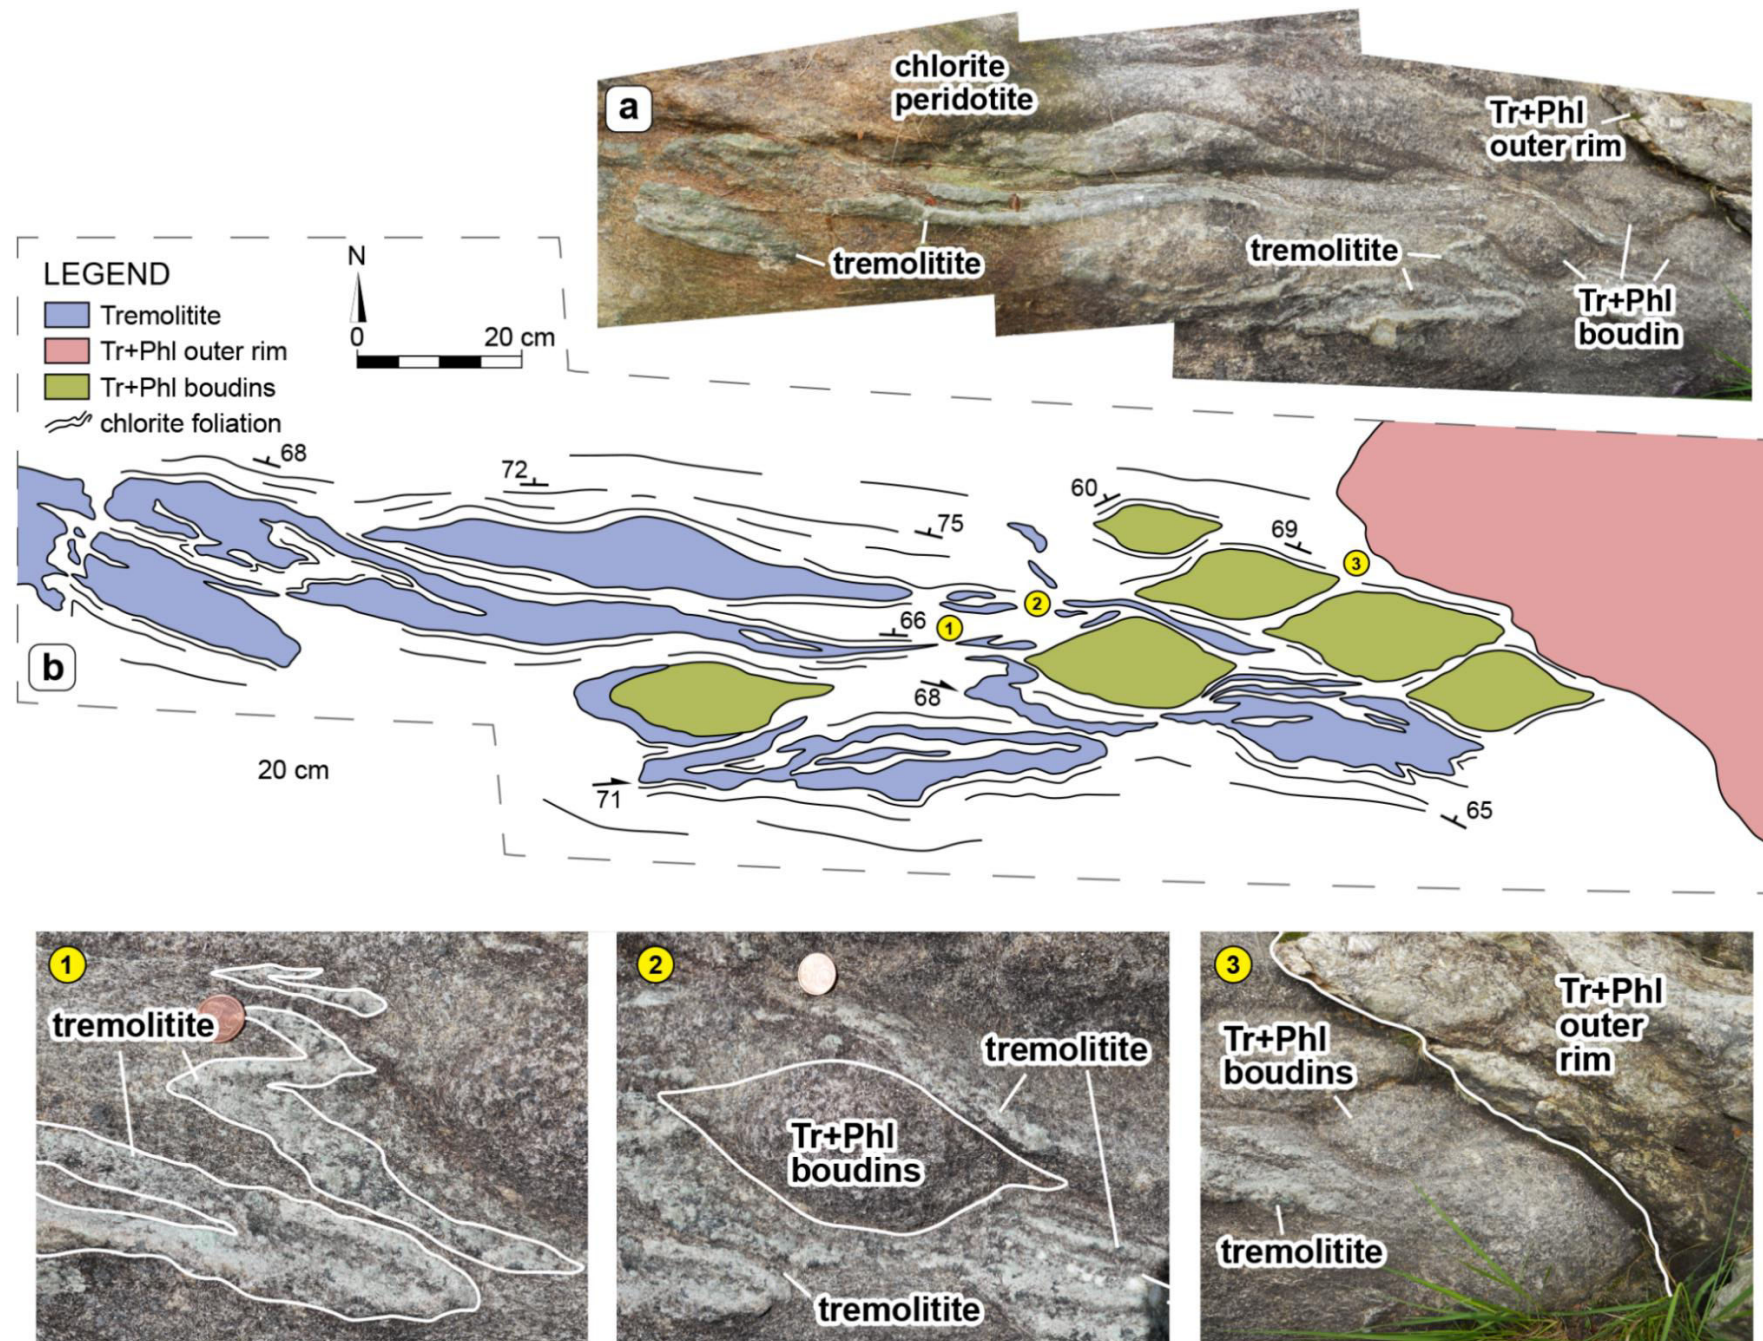 a
chlorite
peridotite
Tr+Phl
outer rim
tremolitite
tremolitite
Tr+Phl
boudin
LEGEND
Tremolitite
Tr+Phl outer rim
Tr+Phl boudins
chlorite foliation
N
0 20 cm
b
68
72
75
60
69
3
2
1
66
68
71
65
20 cm
1
tremolitite
2
tremolitite
Tr+Phl
boudins
tremolitite
3
Tr+Phl
outer
rim
Tr+Phl
boudins
tremolitite